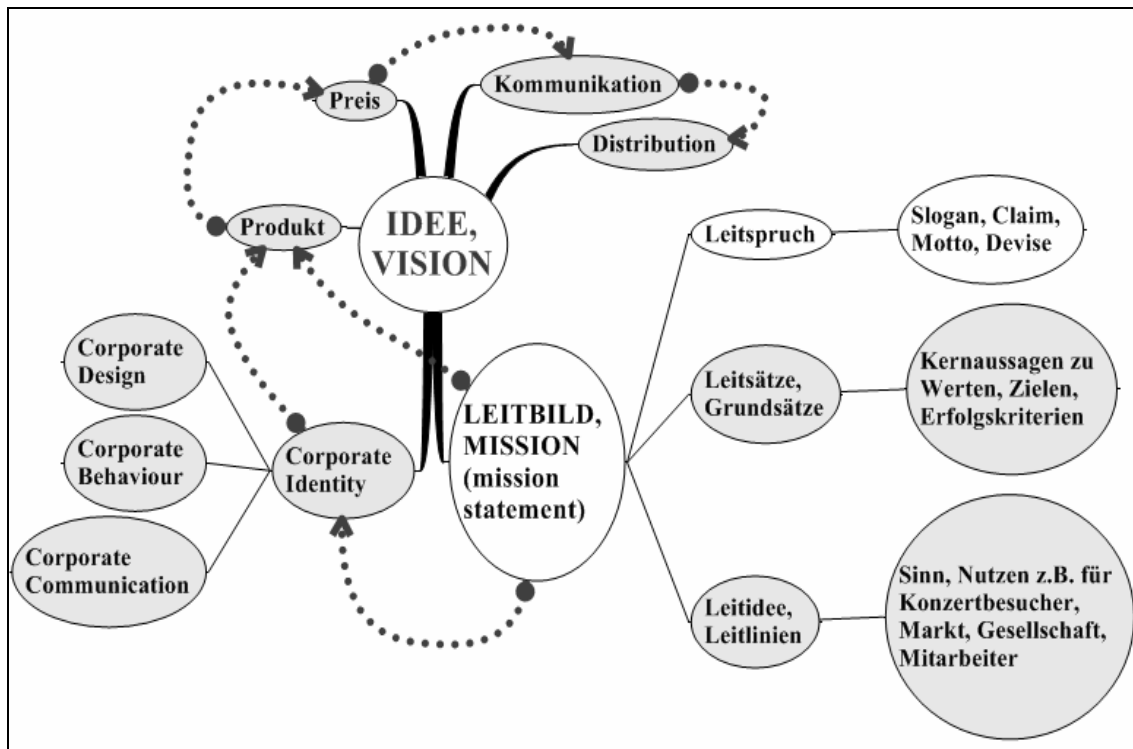 Preis
Kommunikation
Distribution
Produkt
IDEE,
VISION
Leitspruch
Slogan, Claim,
Motto, Devise
Corporate
Design
Corporate
Behaviour
Corporate
Communication
Corporate
Identity
LEITBILD,
MISSION
(mission
statement)
Leitsätze,
Grundsätze
Kernaussagen zu
Werten, Zielen,
Erfolgskriterien
Leitidee,
Leitlinien
Sinn, Nutzen z.B. für
Konzertbesucher,
Markt, Gesellschaft,
Mitarbeiter